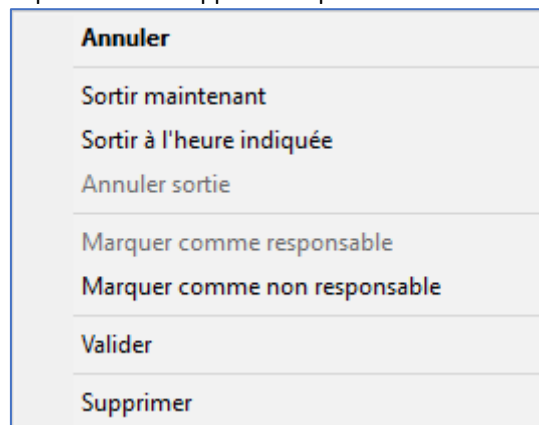 Annuler
Sortir maintenant
Sortir à l'heure indiquée
Annuler sortie
Marquer comme responsable
Marquer comme non responsable
Valider
Supprimer